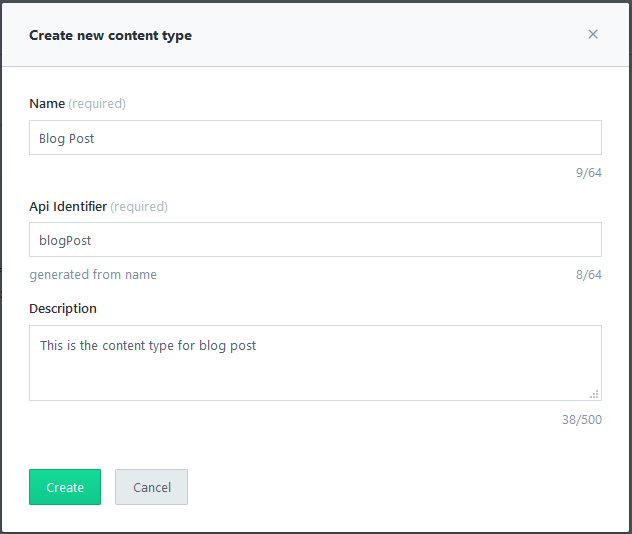 Create new content type
×
Name (required)
Blog Post
9/64
Api Identifier (required)
blogPost
generated from name 8/64
Description
This is the content type for blog post
38/500
Create Cancel